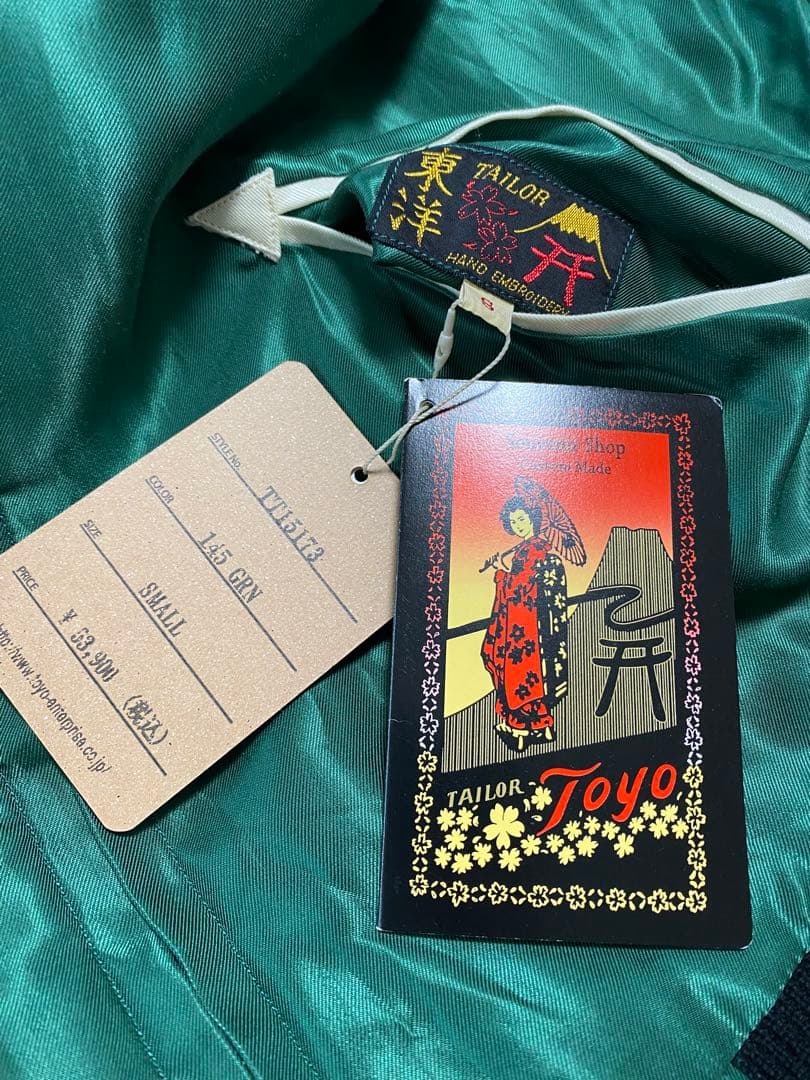 東洋
TAILOR
HAND EMBROIDERY
S
STYLE No. TT15173
COLOR 145 GRN
SIZE SMALL
PRICE ¥ 53,900 (税込)
http://www.toyo-enterprise.co.jp/
Souvenir Shop
Custom Made
TAILOR Toyo